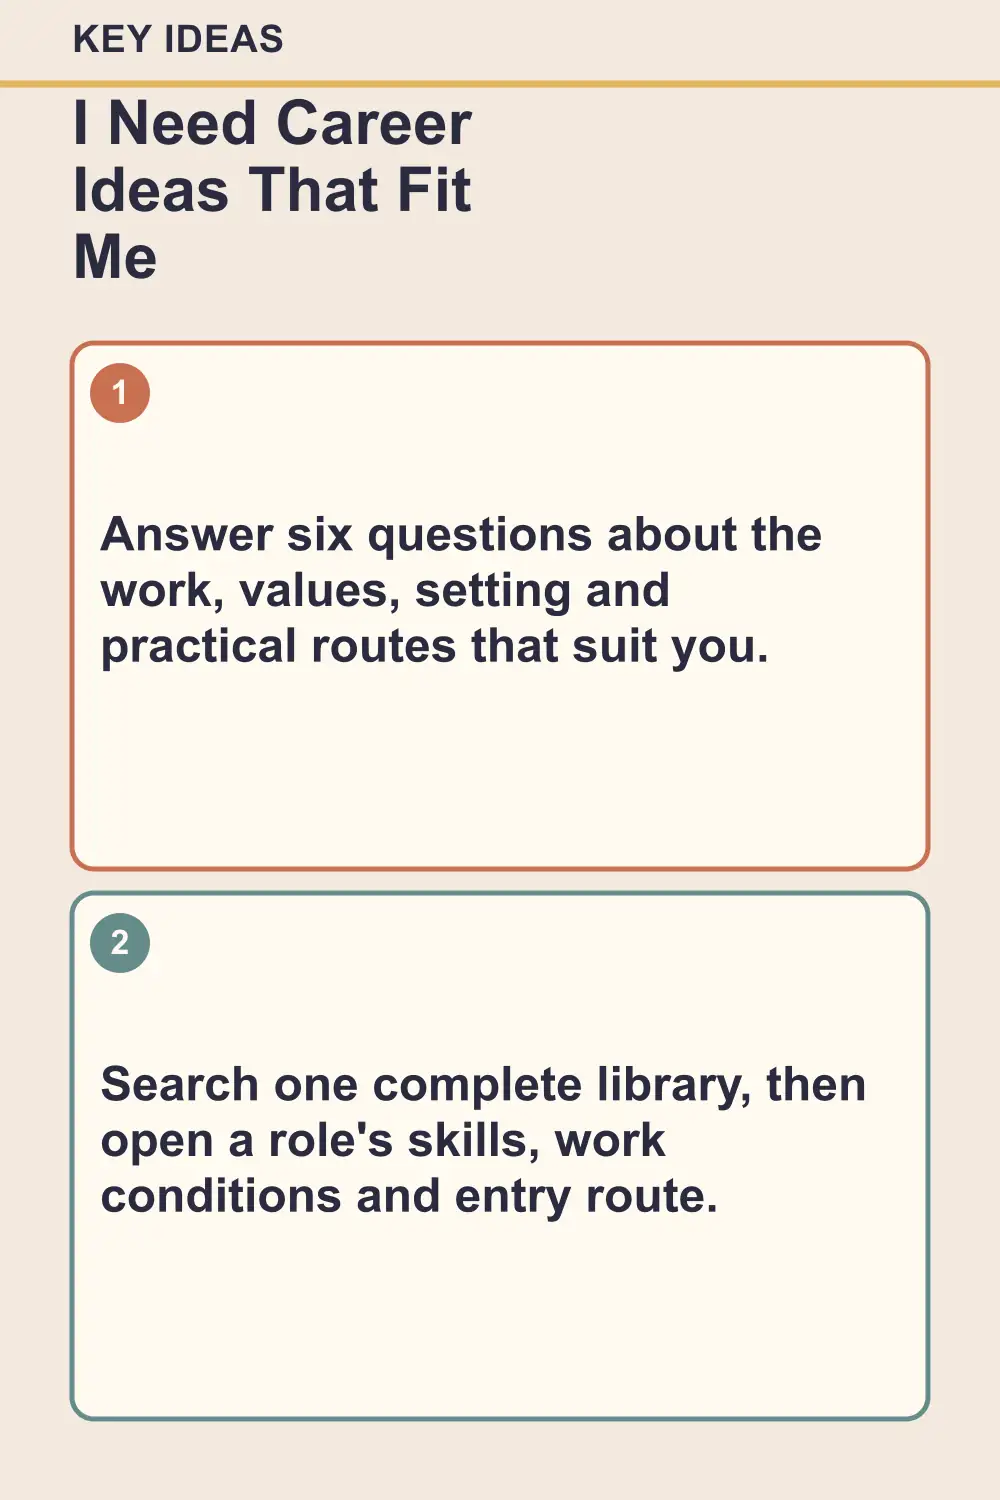 KEY IDEAS
I Need Career
Ideas That Fit
Me
1
Answer six questions about the
work, values, setting and
practical routes that suit you.
2
Search one complete library, then
open a role's skills, work
conditions and entry route.